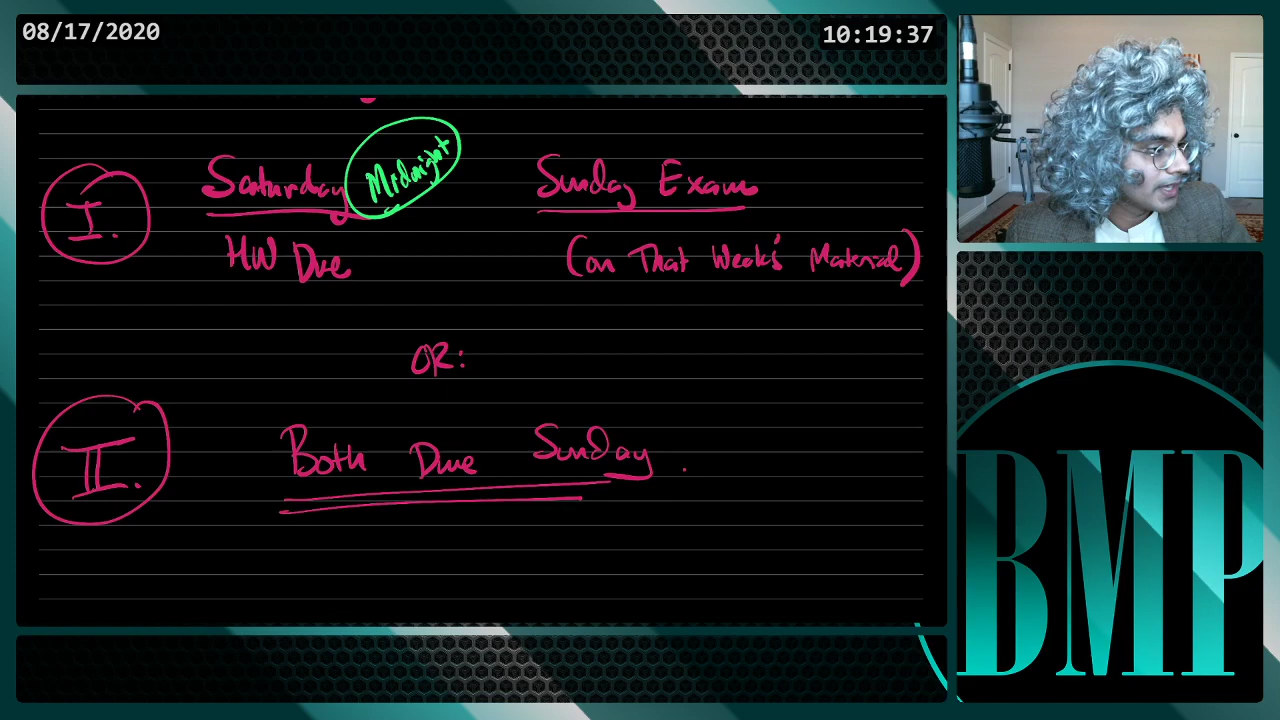 08/17/2020
10:19:37
I. Saturday Midnight Sunday Exam
HW Due (on That Week's Material)
OR:
II. Both Due Sunday.
BMP